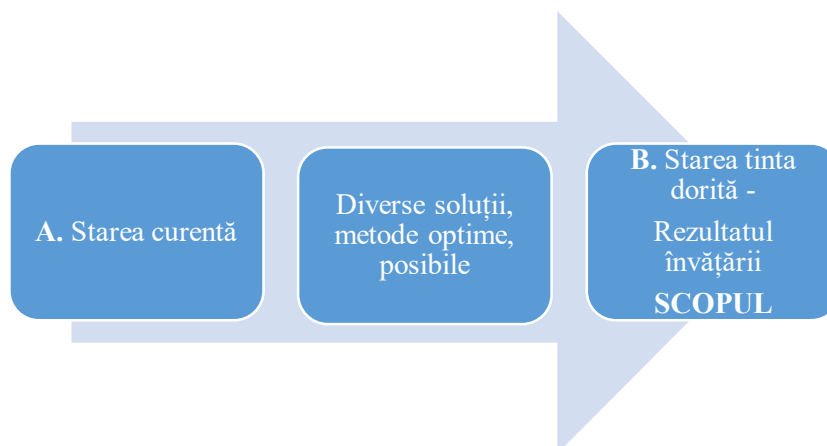 A. Starea curentă
Diverse soluții,
metode optime,
posibile
B. Starea tinta
dorită -
Rezultatul
învățării
SCOPUL